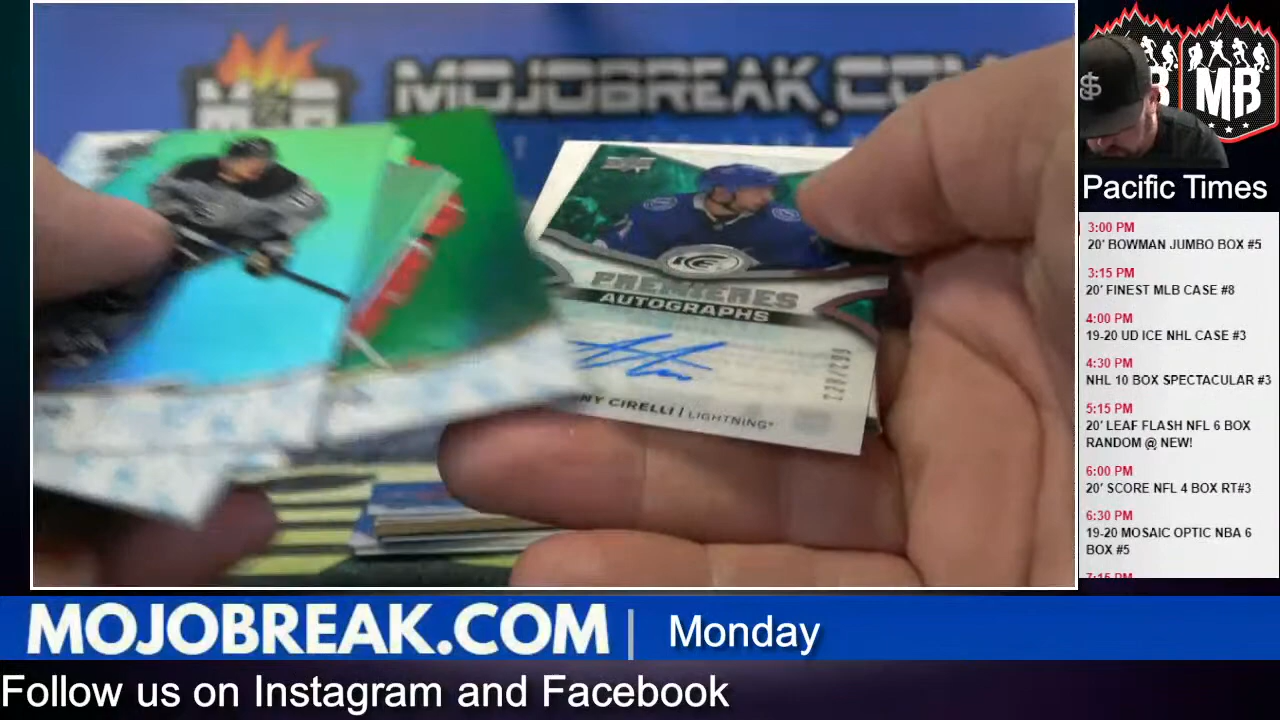 MOJOBREAK.COM
PREMIERES
AUTOGRAPHS
NY CIRELLI | LIGHTNING
MB
Pacific Times
3:00 PM
20' BOWMAN JUMBO BOX #5
3:15 PM
20' FINEST MLB CASE #8
4:00 PM
19-20 UD ICE NHL CASE #3
4:30 PM
NHL 10 BOX SPECTACULAR #3
5:15 PM
20' LEAF FLASH NFL 6 BOX
RANDOM @ NEW!
6:00 PM
20' SCORE NFL 4 BOX RT#3
6:30 PM
19-20 MOSAIC OPTIC NBA 6
BOX #5
MOJOBREAK.COM | Monday
Follow us on Instagram and Facebook